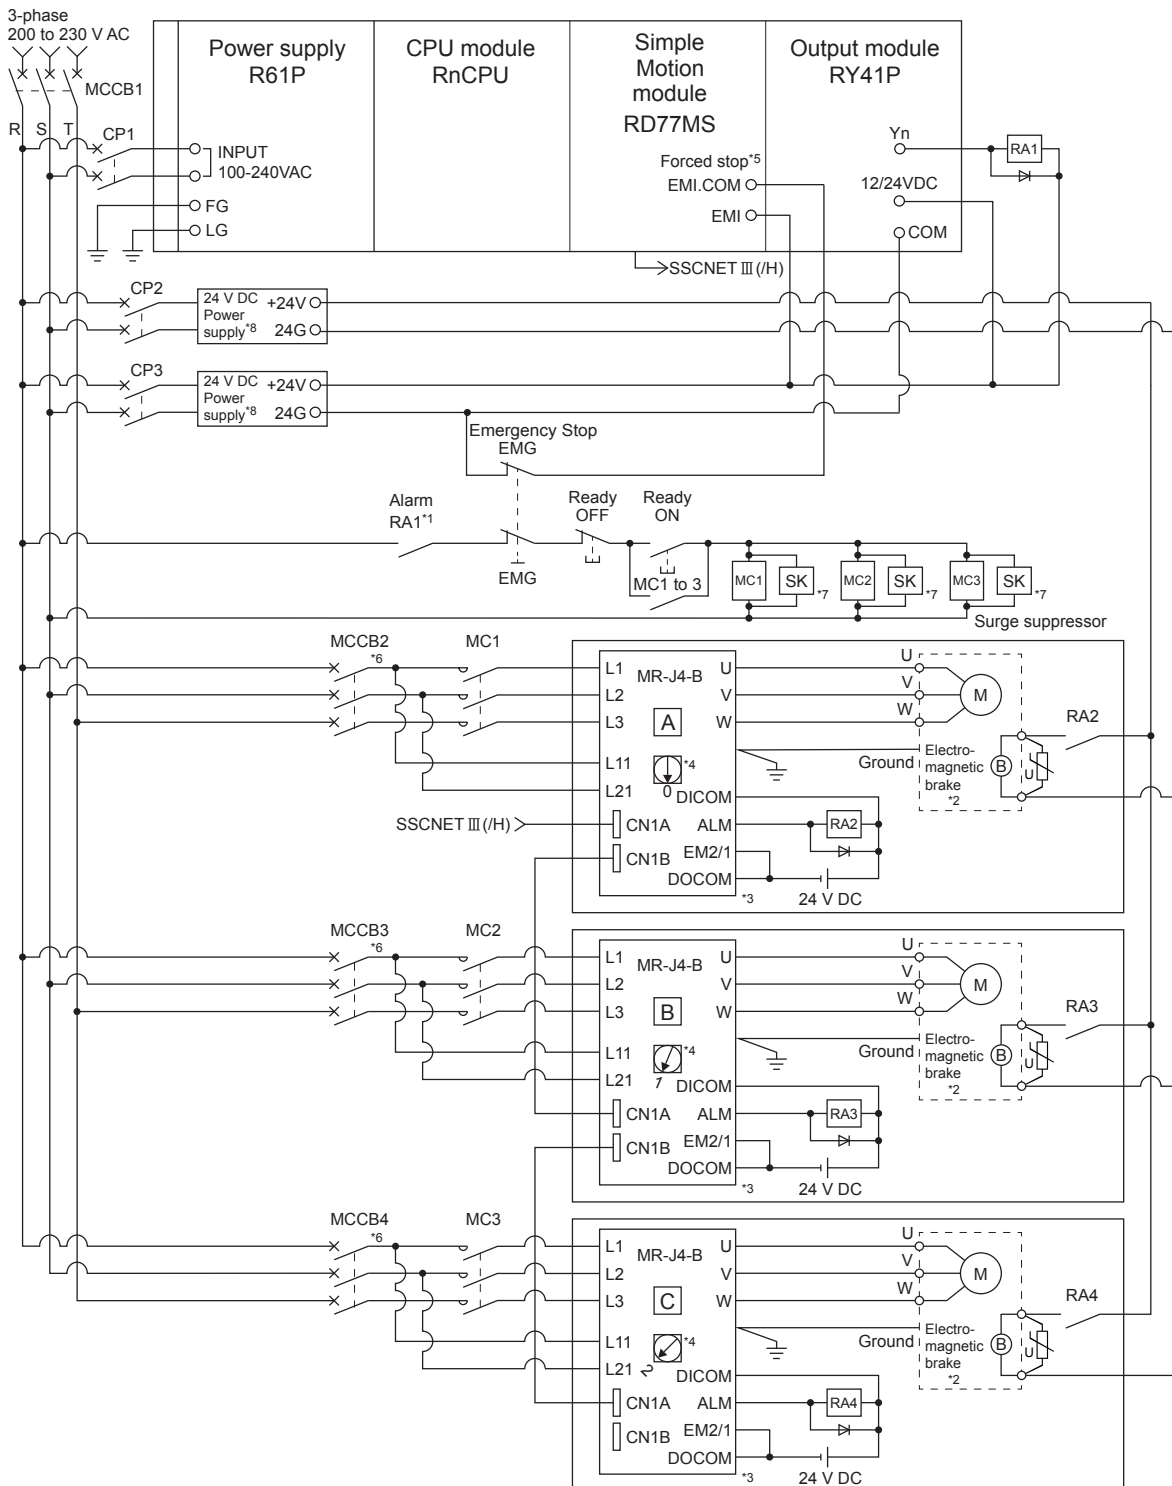 3-phase
200 to 230 V AC
MCCB1
R S T
CP1
Power supply
R61P
CPU module
RnCPU
Simple
Motion
module
RD77MS
Output module
RY41P
INPUT
100-240VAC
FG
LG
Forced stop*5
EMI.COM
EMI
Yn
12/24VDC
COM
RA1
SSCNET Ⅲ(/H)
CP2
24 V DC
Power
supply*8
+24V
24G
CP3
24 V DC
Power
supply*8
+24V
24G
Emergency Stop
EMG
Alarm
RA1*1
EMG
Ready
OFF
Ready
ON
MC1 to 3
MC1
SK
*7
MC2
SK
*7
MC3
SK
*7
Surge suppressor
MCCB2
*6
MC1
L1
L2
L3
L11
L21
MR-J4-B
A
*4
0
U
V
W
DICOM
ALM
EM2/1
DOCOM
*3
SSCNET Ⅲ(/H)
CN1A
CN1B
U
V
W
M
Ground
Electro-
magnetic
brake
*2
B
U
RA2
RA2
24 V DC
MCCB3
*6
MC2
L1
L2
L3
L11
L21
MR-J4-B
B
*4
1
U
V
W
DICOM
ALM
EM2/1
DOCOM
*3
CN1A
CN1B
U
V
W
M
Ground
Electro-
magnetic
brake
*2
B
U
RA3
RA3
24 V DC
MCCB4
*6
MC3
L1
L2
L3
L11
L21
MR-J4-B
C
*4
2
U
V
W
DICOM
ALM
EM2/1
DOCOM
*3
CN1A
CN1B
U
V
W
M
Ground
Electro-
magnetic
brake
*2
B
U
RA4
RA4
24 V DC